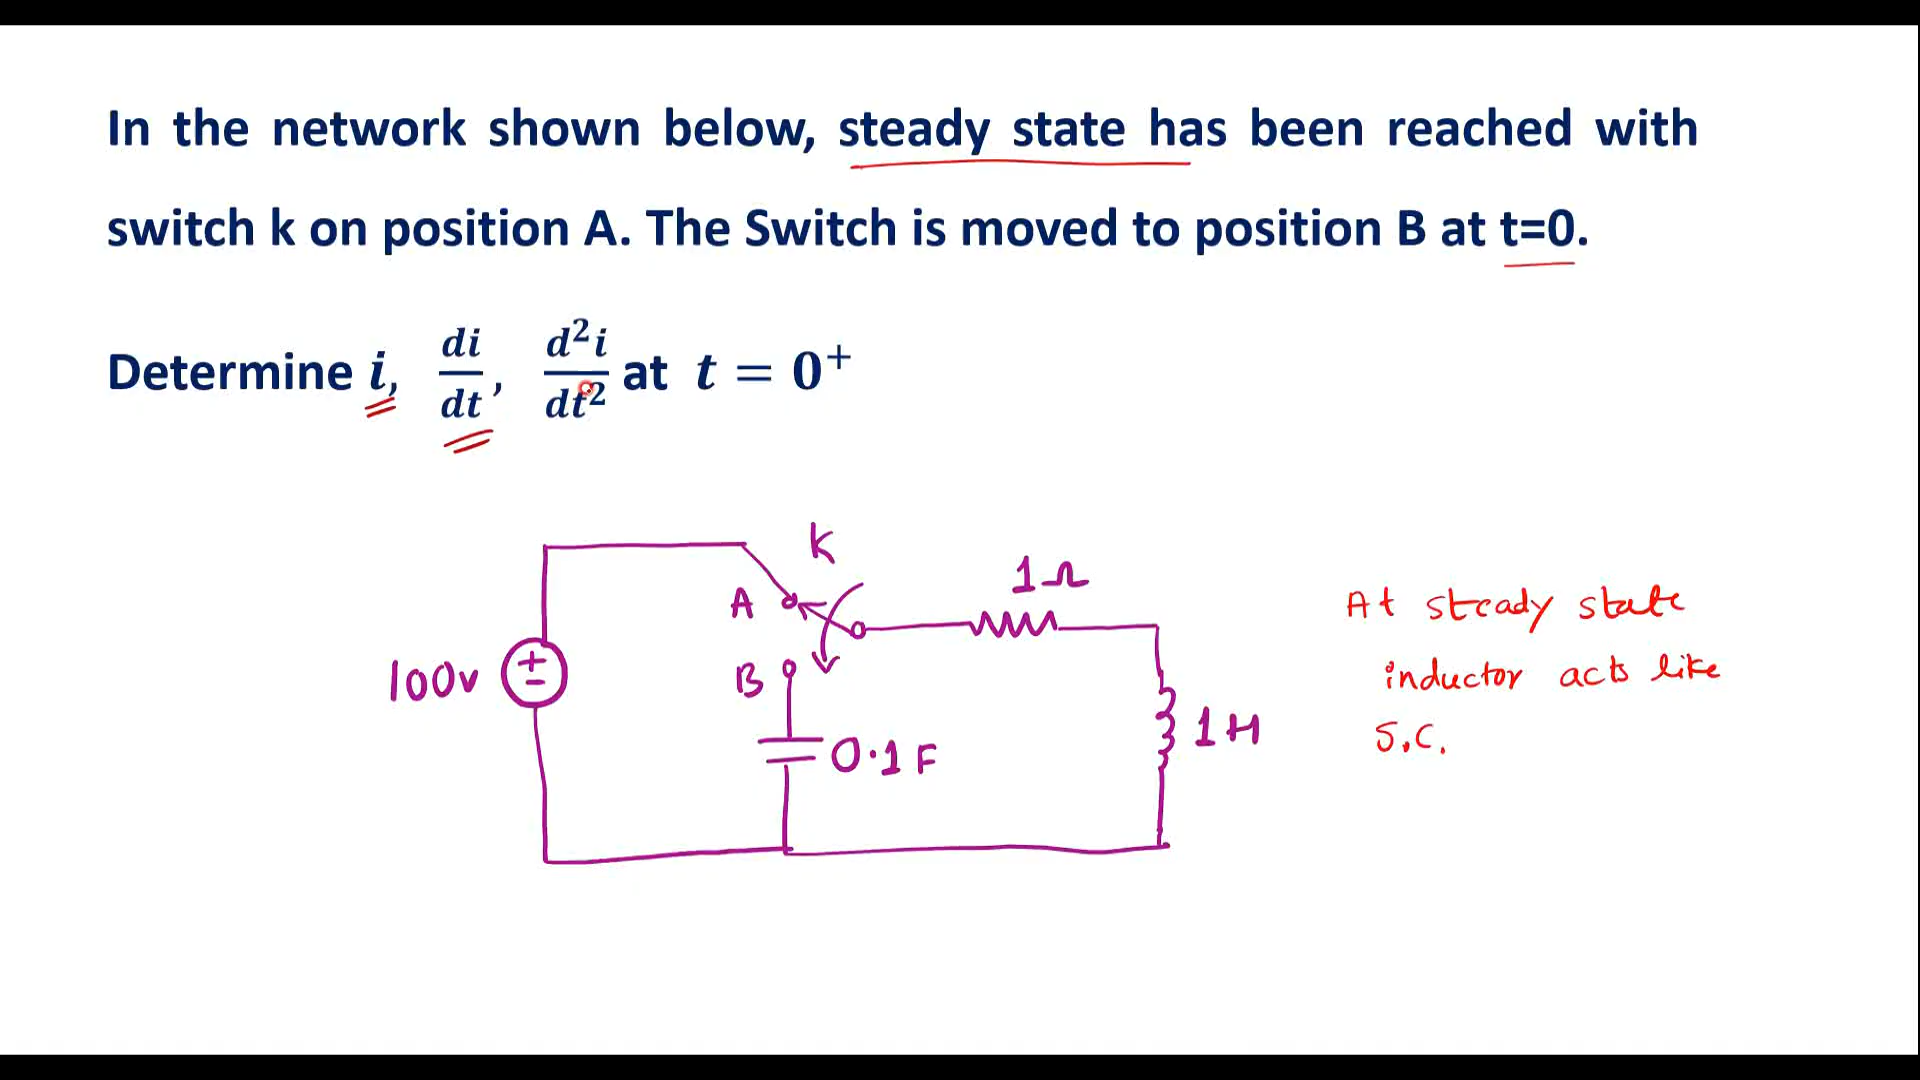 In the network shown below, steady state has been reached with
switch k on position A. The Switch is moved to position B at t=0.
Determine i, di/dt, d²i/dt² at t = 0⁺
K
1Ω
A
At steady state
B
100v
+
-
inductor acts like
1H
0.1F
S.C.